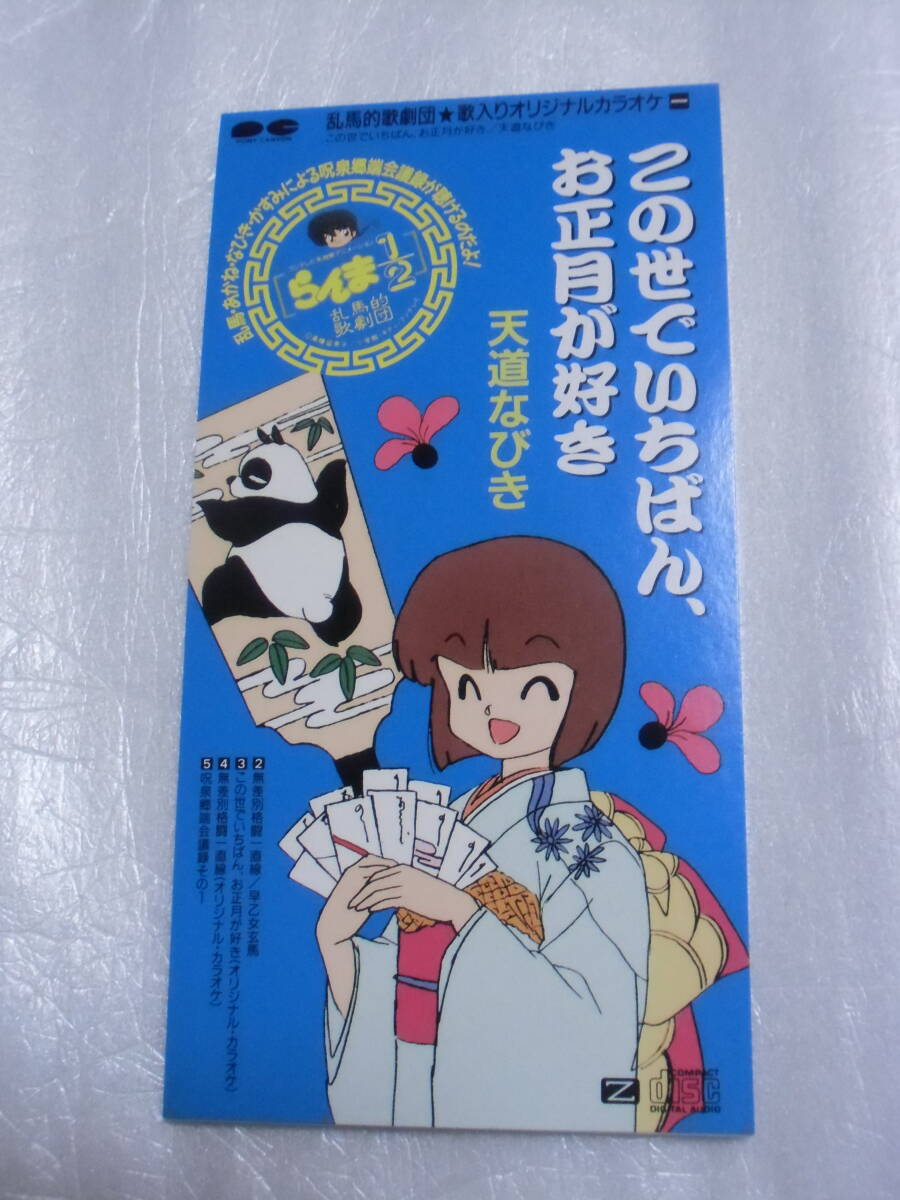 PONY CANYON
乱馬的歌劇団★歌入りオリジナルカラオケ
この世でいちばん、お正月が好き／天道なびき
この世でいちばん、
お正月が好き
天道なびき
乱馬・あかね・なびき・かすみによる呪泉郷端会議録が聴けるのだよ！
らんま1/2
乱馬的
歌劇団
2 無差別格闘一直線／早乙女玄馬
3 この世でいちばん、お正月が好き(オリジナル・カラオケ)
4 無差別格闘一直線(オリジナル・カラオケ)
5 呪泉郷端会議録その1
Z
COMPACT
disc
DIGITAL AUDIO